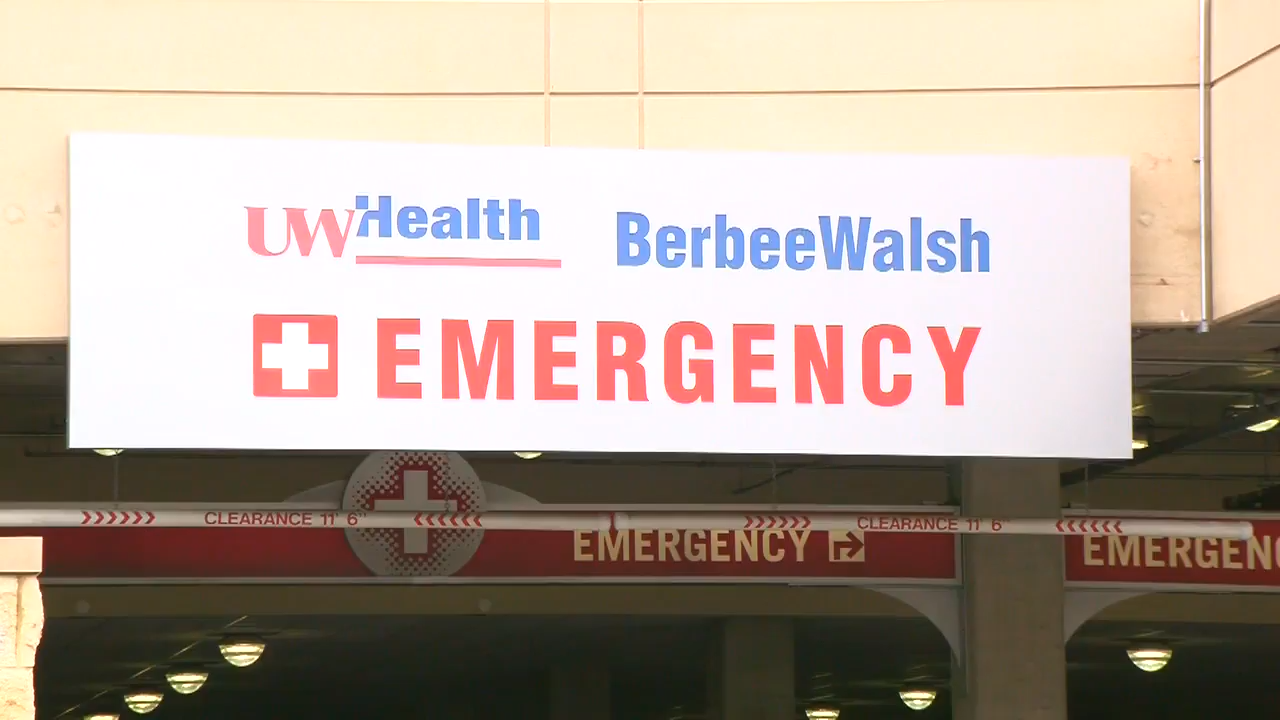 UW Health BerbeeWalsh
EMERGENCY
>>>>> CLEARANCE 11' 6" <<<<< >>>>> CLEARANCE 11' 6" <<<<<
EMERGENCY
EMERGENC